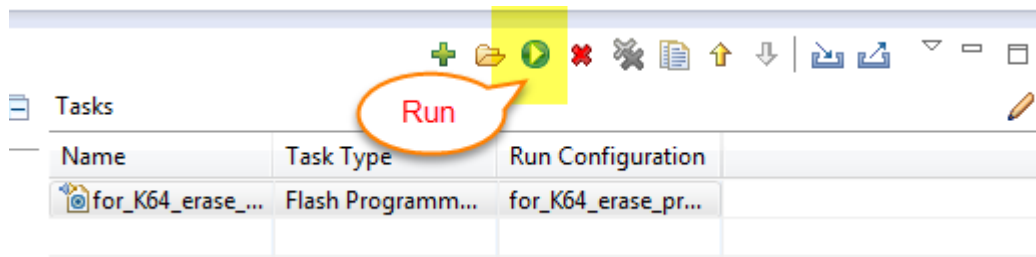 Run
Tasks
Name Task Type Run Configuration
for_K64_erase_... Flash Programm... for_K64_erase_pr...